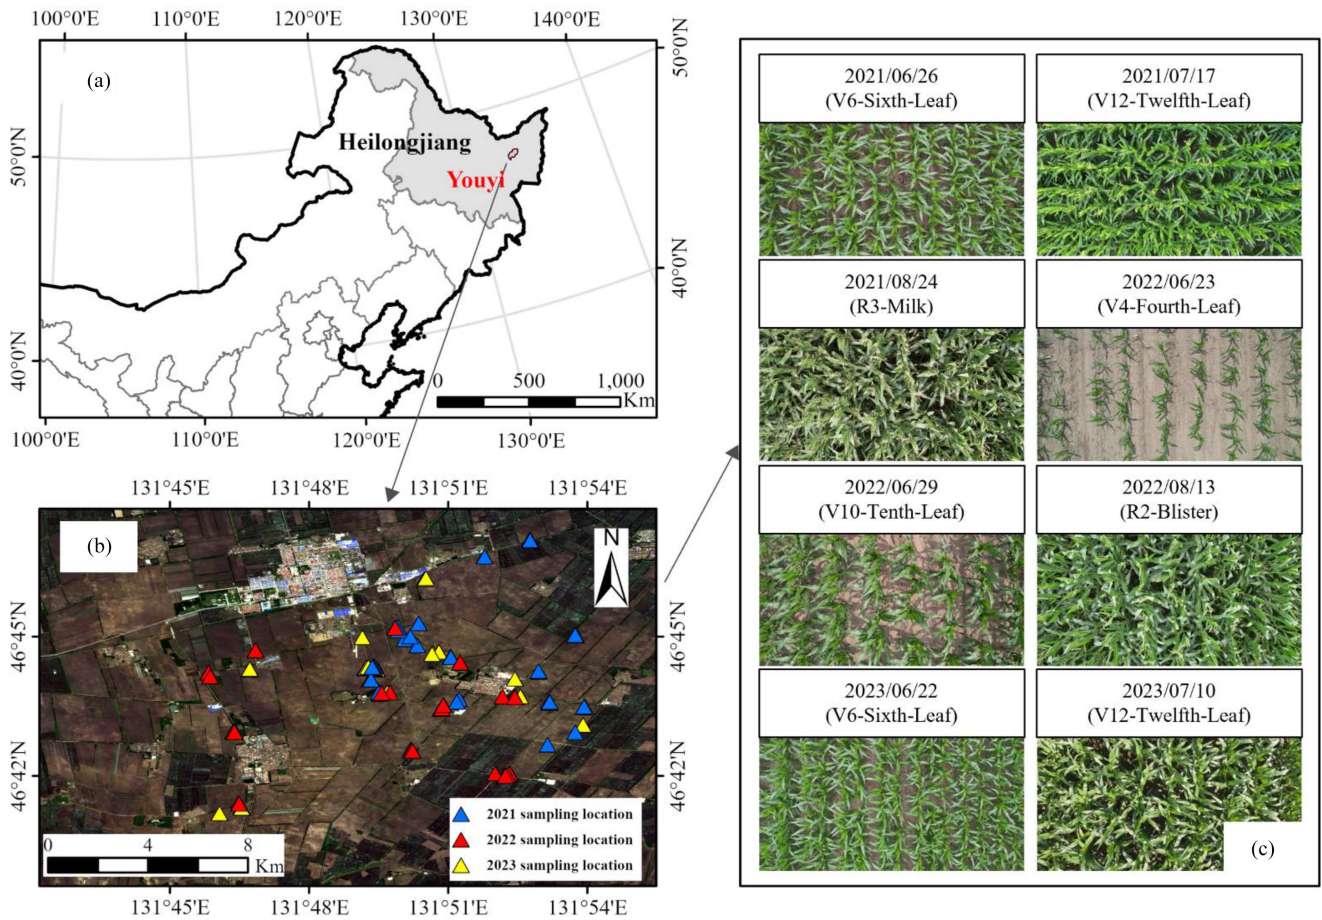 100°0'E 110°0'E 120°0'E 130°0'E 140°0'E
(a)
50°0'N
50°0'N
40°0'N
40°0'N
Heilongjiang
Youyi
0 500 1,000
Km
100°0'E 110°0'E 120°0'E 130°0'E
131°45'E 131°48'E 131°51'E 131°54'E
(b)
N
46°45'N
46°45'N
46°42'N
46°42'N
2021 sampling location
2022 sampling location
2023 sampling location
0 4 8
Km
131°45'E 131°48'E 131°51'E 131°54'E
2021/06/26
(V6-Sixth-Leaf)
2021/07/17
(V12-Twelfth-Leaf)
2021/08/24
(R3-Milk)
2022/06/23
(V4-Fourth-Leaf)
2022/06/29
(V10-Tenth-Leaf)
2022/08/13
(R2-Blister)
2023/06/22
(V6-Sixth-Leaf)
2023/07/10
(V12-Twelfth-Leaf)
(c)